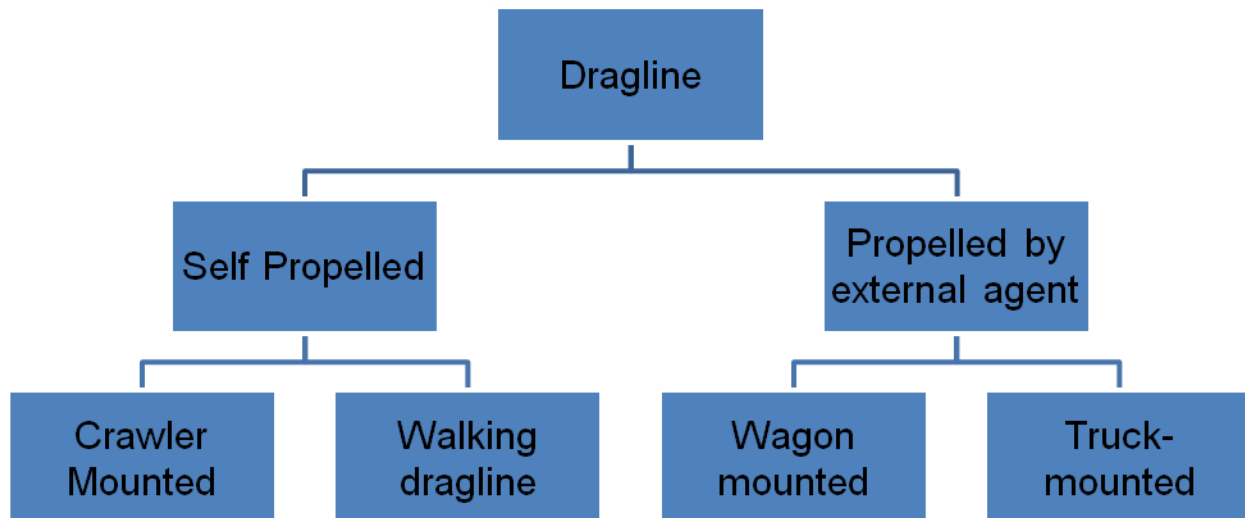 Dragline
Self Propelled
Propelled by
external agent
Crawler
Mounted
Walking
dragline
Wagon
mounted
Truck-
mounted